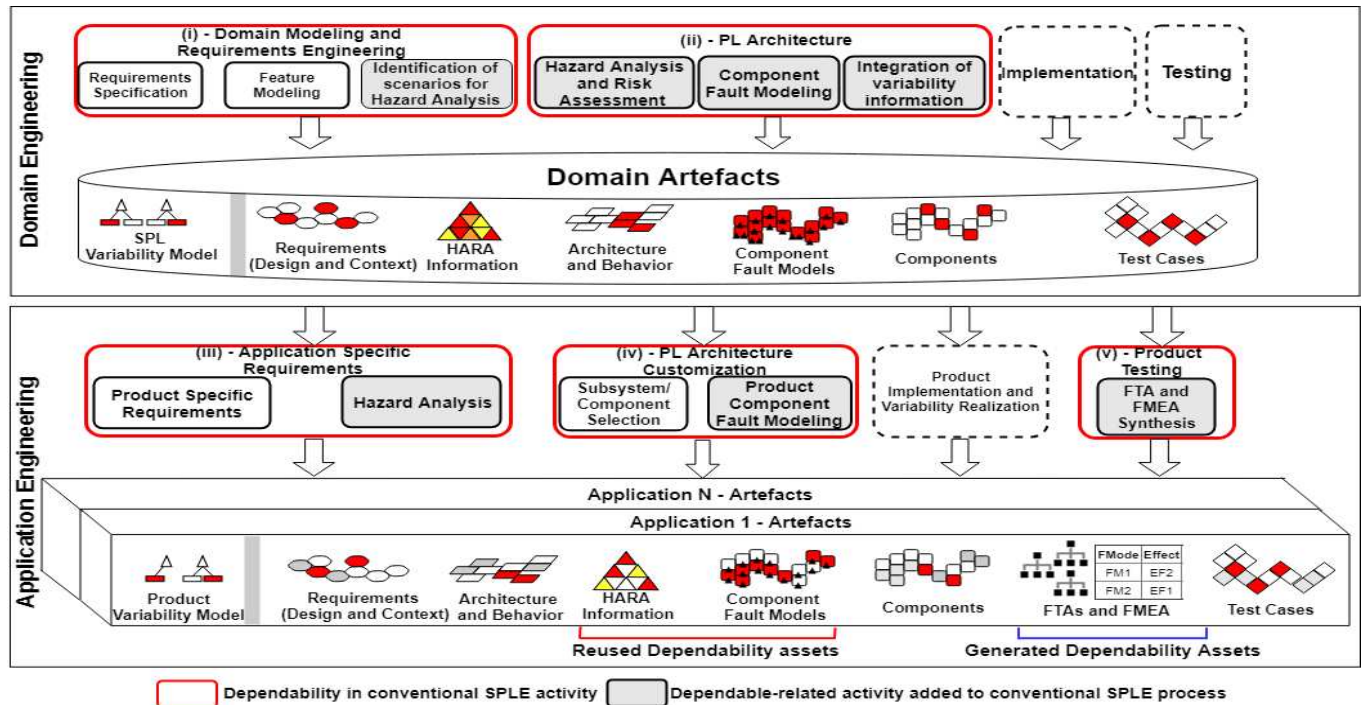 Domain Engineering
(i) - Domain Modeling and
Requirements Engineering
Requirements
Specification
Feature
Modeling
Identification of
scenarios for
Hazard Analysis
(ii) - PL Architecture
Hazard Analysis
and Risk
Assessment
Component
Fault Modeling
Integration of
variability
information
Implementation
Testing
Domain Artefacts
SPL
Variability Model
Requirements
(Design and Context)
HARA
Information
Architecture
and Behavior
Component
Fault Models
Components
Test Cases
Application Engineering
(iii) - Application Specific
Requirements
Product Specific
Requirements
Hazard Analysis
(iv) - PL Architecture
Customization
Subsystem/
Component
Selection
Product
Component
Fault Modeling
Product
Implementation and
Variability Realization
(v) - Product
Testing
FTA and
FMEA
Synthesis
Application N - Artefacts
Application 1 - Artefacts
Product
Variability Model
Requirements
(Design and Context)
Architecture
and Behavior
HARA
Information
Component
Fault Models
Components
FMode Effect
FM1 EF2
FM2 EF1
FTAs and FMEA
Test Cases
Reused Dependability assets
Generated Dependability Assets
Dependability in conventional SPLE activity
Dependable-related activity added to conventional SPLE process